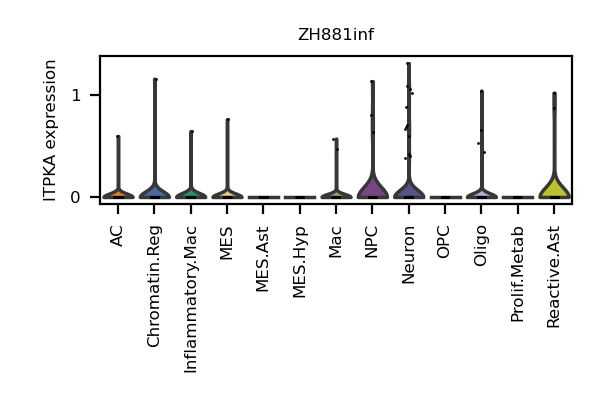 ZH881inf
ITPKA expression
1
0
AC
Chromatin.Reg
Inflammatory.Mac
MES
MES.Ast
MES.Hyp
Mac
NPC
Neuron
OPC
Oligo
Prolif.Metab
Reactive.Ast